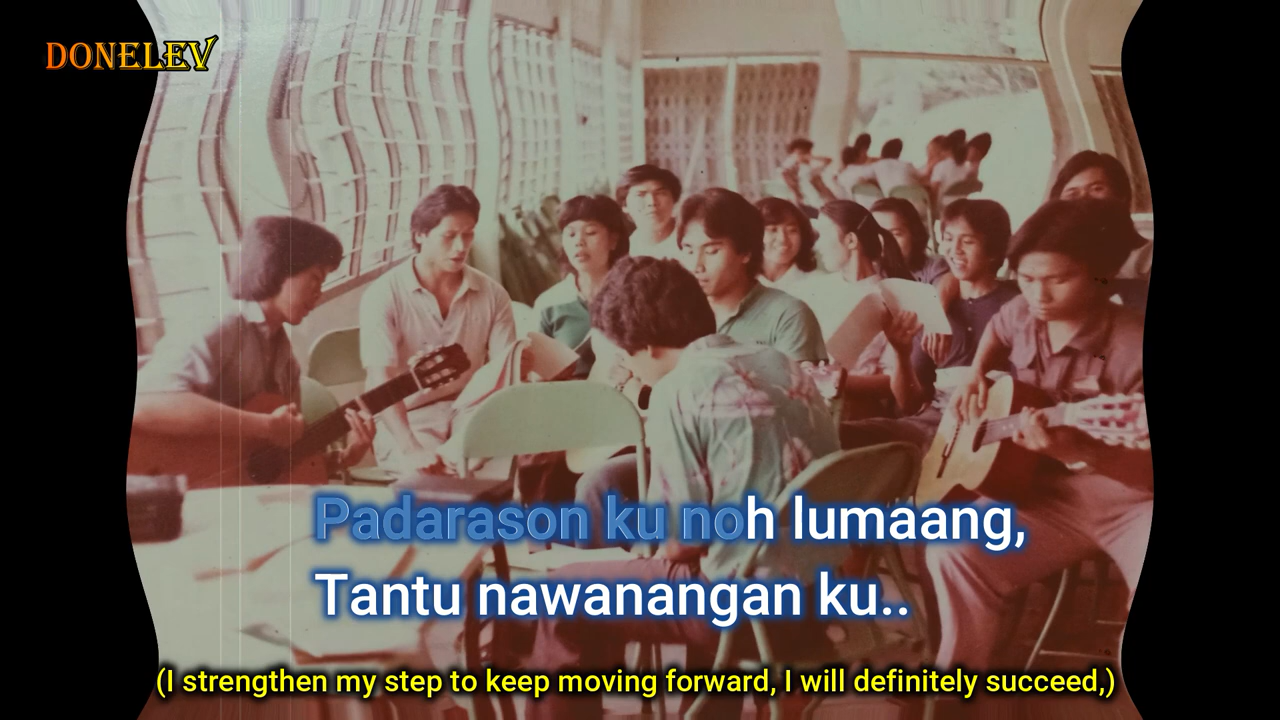 DONELEV
Padarason ku noh lumaang,
Tantu nawanangan ku..
(I strengthen my step to keep moving forward, I will definitely succeed,)